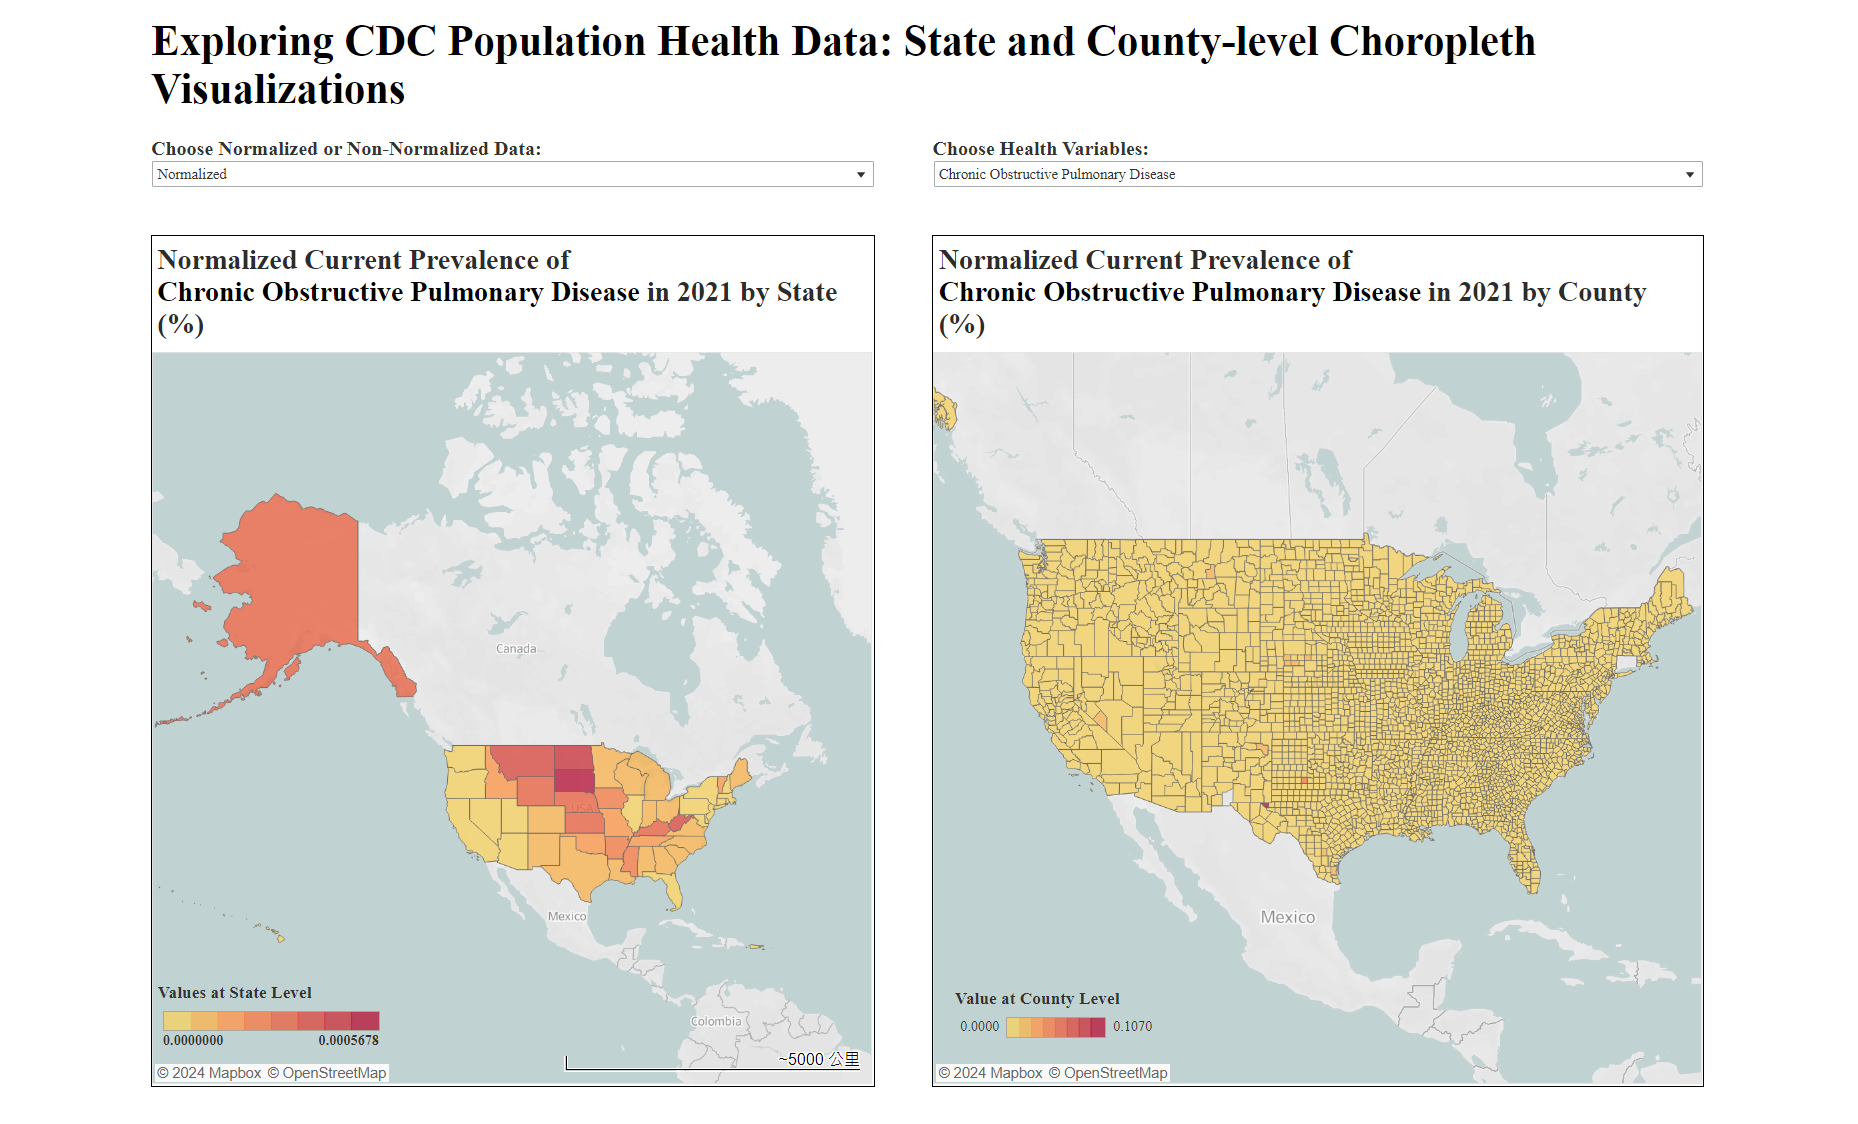 Exploring CDC Population Health Data: State and County-level Choropleth
Visualizations
Choose Normalized or Non-Normalized Data:
Normalized
Choose Health Variables:
Chronic Obstructive Pulmonary Disease
Normalized Current Prevalence of
Chronic Obstructive Pulmonary Disease in 2021 by State
(%)
Canada
USA
Mexico
Colombia
Values at State Level
0.0000000 0.0005678
~5000 公里
© 2024 Mapbox © OpenStreetMap
Normalized Current Prevalence of
Chronic Obstructive Pulmonary Disease in 2021 by County
(%)
Mexico
Value at County Level
0.0000 0.1070
© 2024 Mapbox © OpenStreetMap